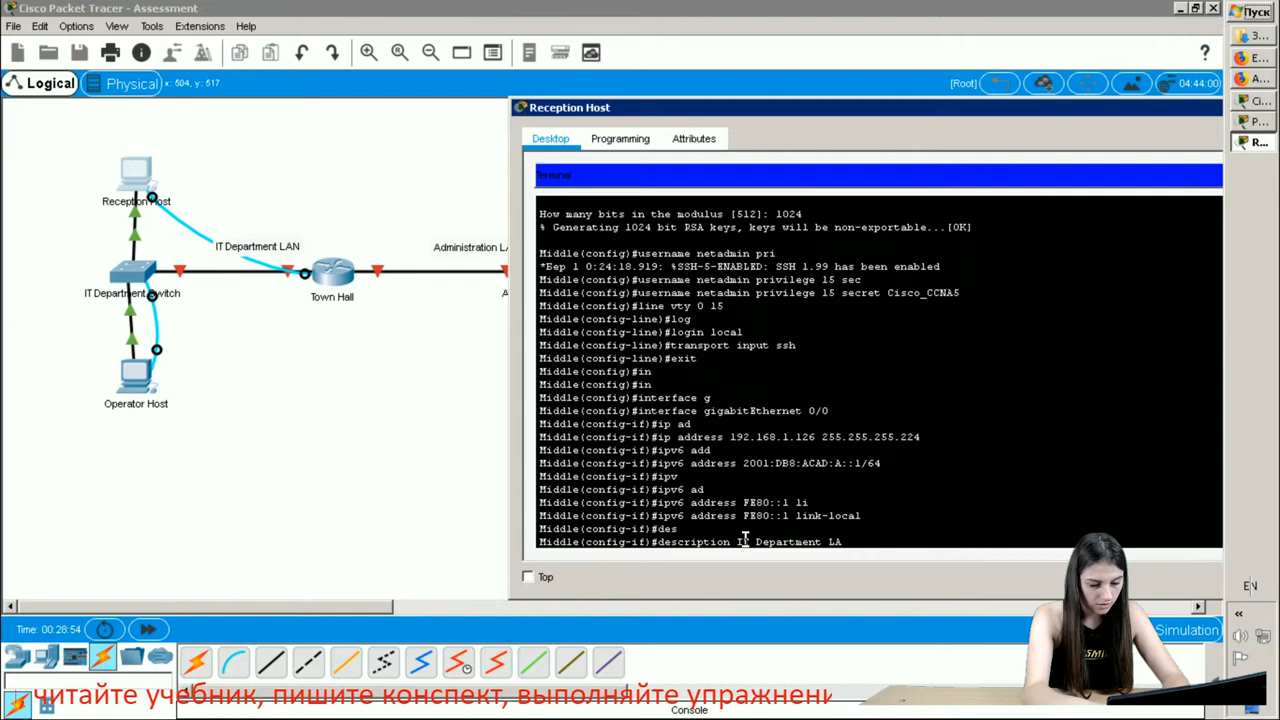 Cisco Packet Tracer - Assessment
File Edit Options View Tools Extensions Help
Logical Physical x: 504, y: 517 [Root] 04:44:00
Пуск
З...
E...
A...
Ci...
P...
R...
Reception Host
Desktop Programming Attributes
Terminal
How many bits in the modulus [512]: 1024
% Generating 1024 bit RSA keys, keys will be non-exportable...[OK]
Middle(config)#username netadmin pri
*Sep 1 0:24:18.919: %SSH-5-ENABLED: SSH 1.99 has been enabled
Middle(config)#username netadmin privilege 15 sec
Middle(config)#username netadmin privilege 15 secret Cisco_CCNA5
Middle(config)#line vty 0 15
Middle(config-line)#log
Middle(config-line)#login local
Middle(config-line)#transport input ssh
Middle(config-line)#exit
Middle(config)#in
Middle(config)#in
Middle(config)#interface g
Middle(config)#interface gigabitEthernet 0/0
Middle(config-if)#ip ad
Middle(config-if)#ip address 192.168.1.126 255.255.255.224
Middle(config-if)#ipv6 add
Middle(config-if)#ipv6 address 2001:DB8:ACAD:A::1/64
Middle(config-if)#ipv
Middle(config-if)#ipv6 ad
Middle(config-if)#ipv6 address FE80::1 li
Middle(config-if)#ipv6 address FE80::1 link-local
Middle(config-if)#des
Middle(config-if)#description IT Department LA
Top
Reception Host
IT Department LAN
Administration LA
IT Department Switch
Town Hall
A
Operator Host
EN
Time: 00:28:54
Simulation
читайте учебник, пишите конспект, выполняйте упражнени
Console